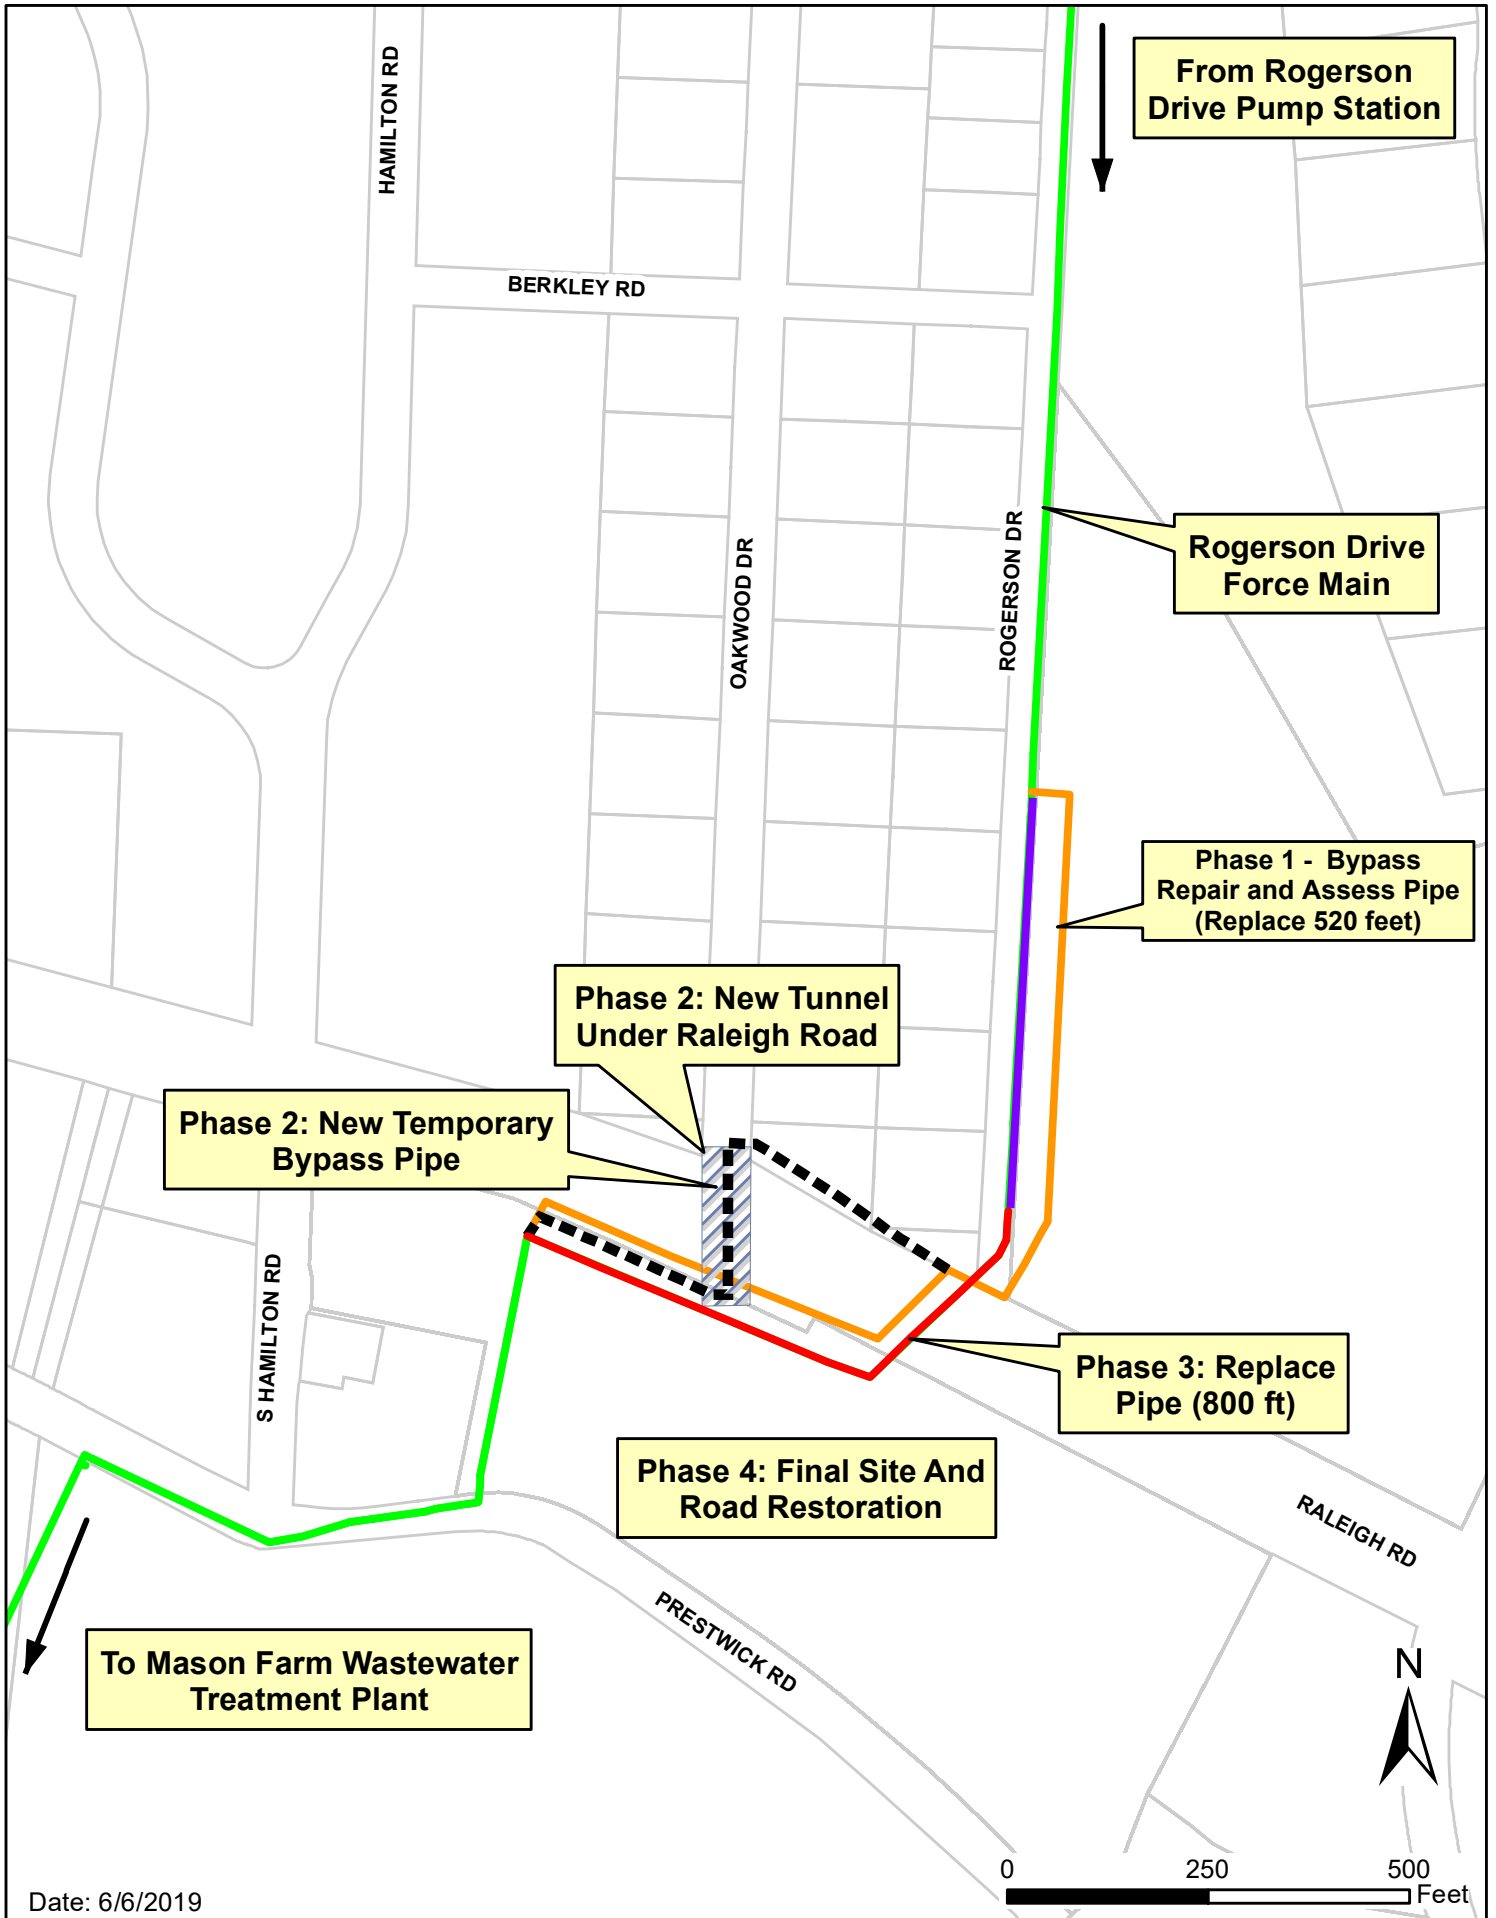 From Rogerson
Drive Pump Station
HAMILTON RD
BERKLEY RD
Rogerson Drive
Force Main
OAKWOOD DR
ROGERSON DR
Phase 1 - Bypass
Repair and Assess Pipe
(Replace 520 feet)
Phase 2: New Tunnel
Under Raleigh Road
Phase 2: New Temporary
Bypass Pipe
S HAMILTON RD
Phase 3: Replace
Pipe (800 ft)
Phase 4: Final Site And
Road Restoration
RALEIGH RD
PRESTWICK RD
To Mason Farm Wastewater
Treatment Plant
N
0 250 500
Feet
Date: 6/6/2019